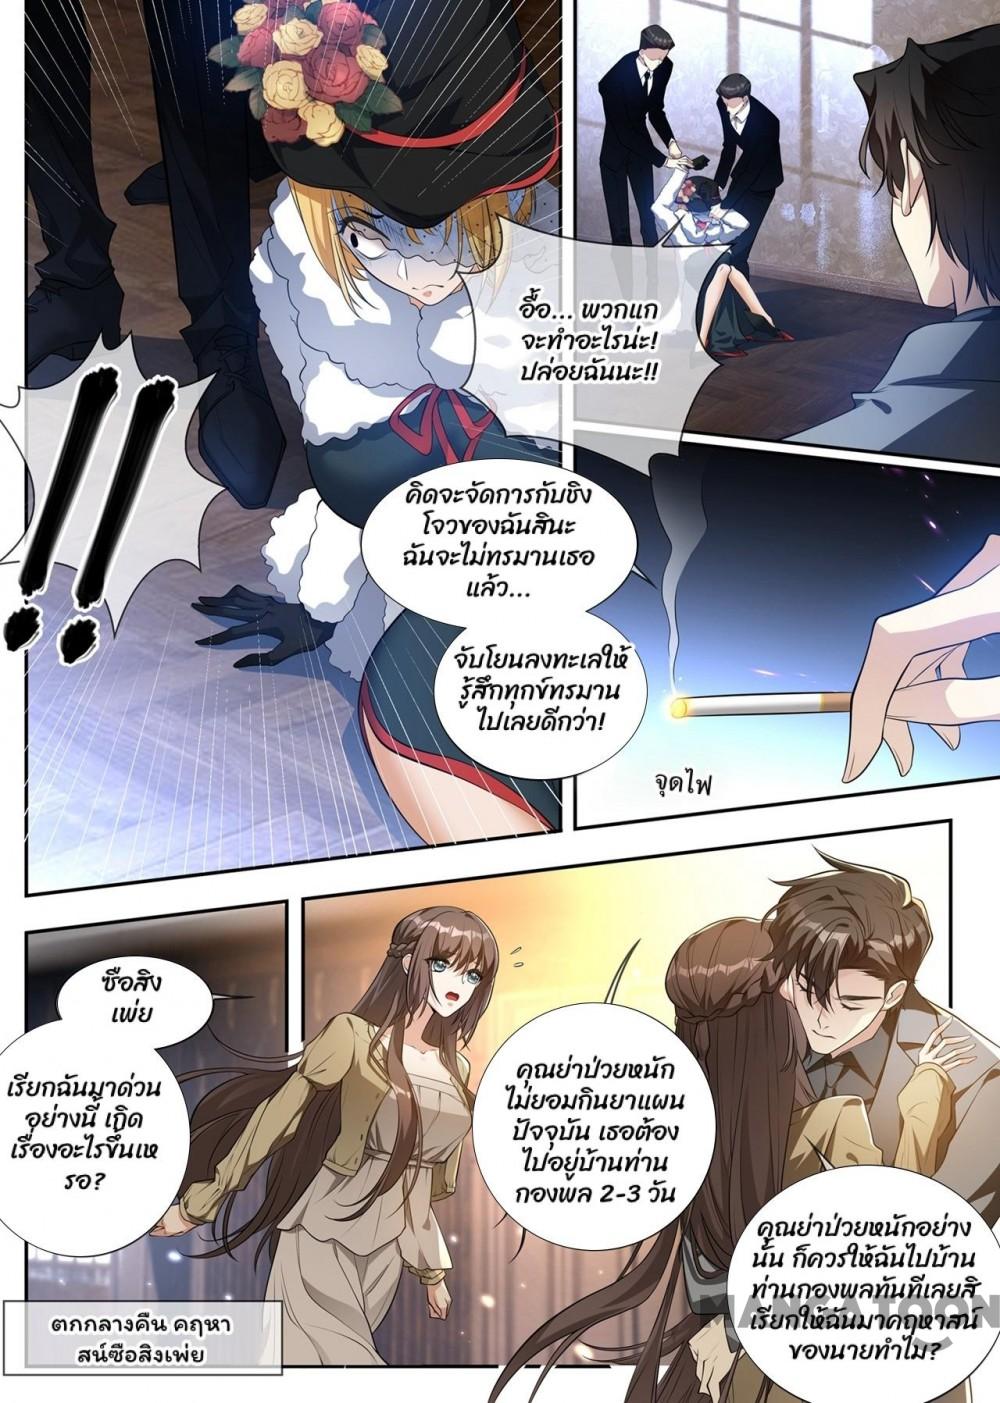 อื้อ... พวกแก
จะทำอะไรน่ะ!
ปล่อยฉันนะ!!
!!
คิดจะจัดการกับชิง
โจวของฉันสินะ
ฉันจะไม่ทรมานเธอ
แล้ว...
จับโยนลงทะเลให้
รู้สึกทุกข์ทรมาน
ไปเลยดีกว่า!
จุดไฟ
ซือสิง
เพ่ย
เรียกฉันมาด่วน
อย่างนี้ เกิด
เรื่องอะไรขึ้นเห
รอ?
คุณย่าป่วยหนัก
ไม่ยอมกินยาแผน
ปัจจุบัน เธอต้อง
ไปอยู่บ้านท่าน
กองพล 2-3 วัน
คุณย่าป่วยหนักอย่าง
นั้น ก็ควรให้ฉันไปบ้าน
ท่านกองพลทันทีเลยสิ
เรียกให้ฉันมาคฤหาสน์
ของนายทำไม?
ตกกลางคืน คฤหา
สน์ซือสิงเพ่ย
MANGATOON